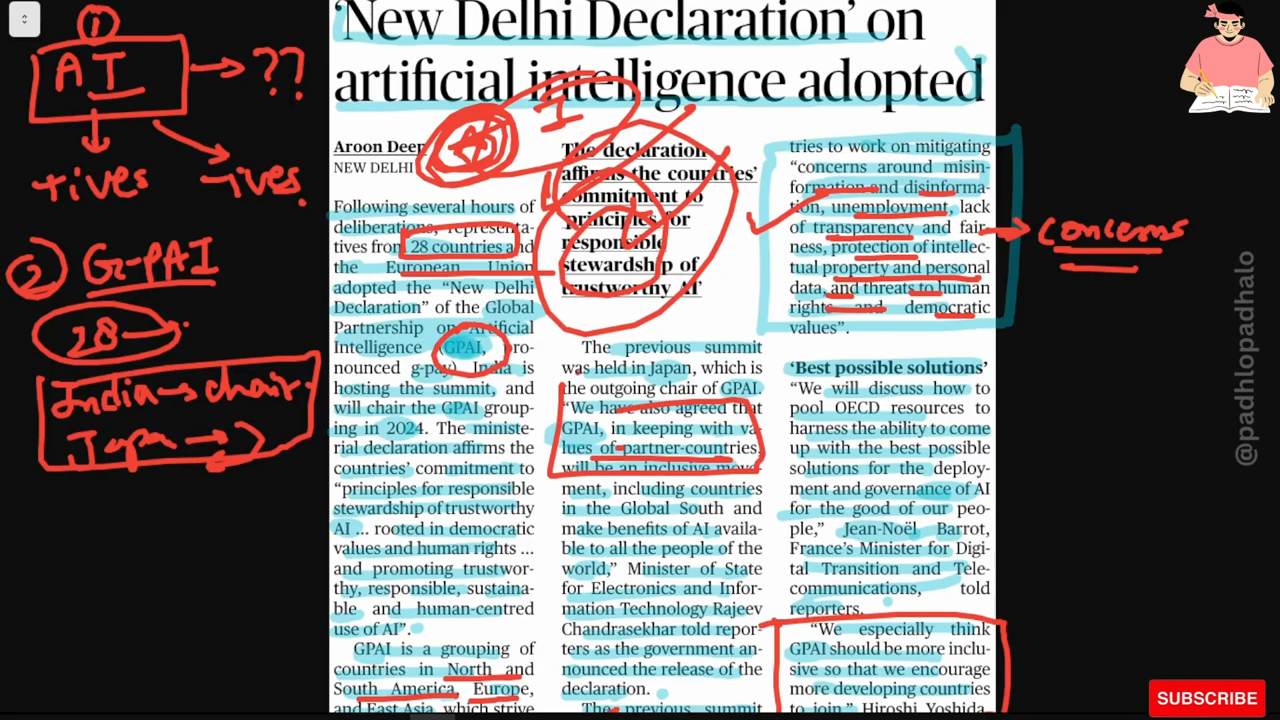 ①
AI → ??
+tives -ives
② G-PAI
28
India → chair
'New Delhi Declaration' on
artificial intelligence adopted
Aroon Deep
NEW DELHI
Following several hours of
deliberations, representa-
tives from 28 countries and
the European Union
adopted the "New Delhi
Declaration" of the Global
Partnership on Artificial
Intelligence (GPAI, pro-
nounced g-pay). India is
hosting the summit, and
will chair the GPAI group-
ing in 2024. The ministe-
rial declaration affirms the
countries' commitment to
"principles for responsible
stewardship of trustworthy
AI ... rooted in democratic
values and human rights ...
and promoting trustwor-
thy, responsible, sustaina-
ble and human-centred
use of AI".
GPAI is a grouping of
countries in North and
South America, Europe,
and East Asia, which strive
I
The declaration
affirms the countries'
commitment to
'principles for
responsible
stewardship of
trustworthy AI'
The previous summit
was held in Japan, which is
the outgoing chair of GPAI.
"We have also agreed that
GPAI, in keeping with va-
lues of partner-countries,
will be an inclusive move-
ment, including countries
in the Global South and
make benefits of AI availa-
ble to all the people of the
world," Minister of State
for Electronics and Infor-
mation Technology Rajeev
Chandrasekhar told repor-
ters as the government an-
nounced the release of the
declaration.
The previous summit
tries to work on mitigating
"concerns around misin-
formation and disinforma-
tion, unemployment, lack
of transparency and fair-
ness, protection of intellec-
tual property and personal
data, and threats to human
rights and democratic
values".
'Best possible solutions'
"We will discuss how to
pool OECD resources to
harness the ability to come
up with the best possible
solutions for the deploy-
ment and governance of AI
for the good of our peo-
ple," Jean-Noël Barrot,
France's Minister for Digi-
tal Transition and Tele-
communications, told
reporters.
"We especially think
GPAI should be more inclu-
sive so that we encourage
more developing countries
to join," Hiroshi Yoshida,
→ Concerns
@padhlopadhalo
SUBSCRIBE